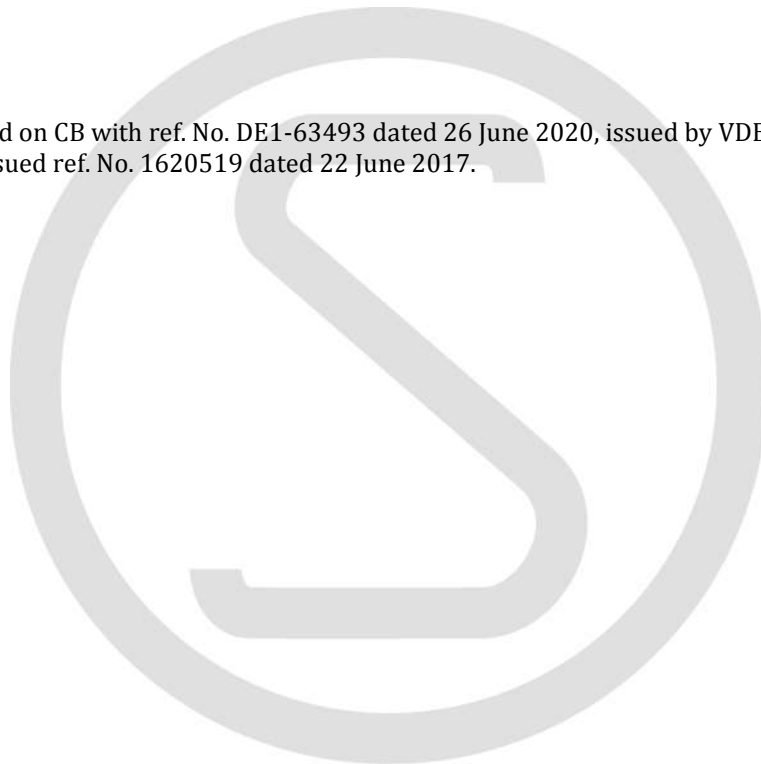 d on CB with ref. No. DE1-63493 dated 26 June 2020, issued by VDE
sued ref. No. 1620519 dated 22 June 2017.